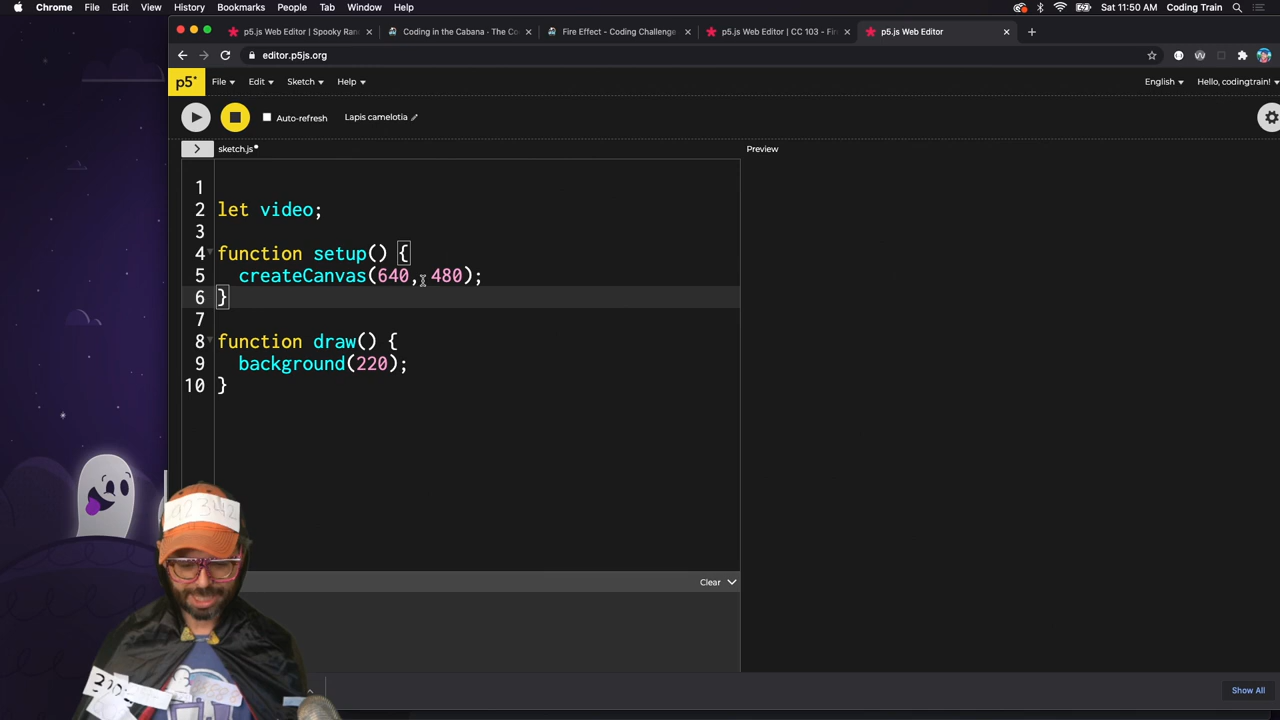 Chrome File Edit View History Bookmarks People Tab Window Help
Sat 11:50 AM Coding Train
p5.js Web Editor | Spooky Ran
Coding in the Cabana · The Co
Fire Effect - Coding Challenge
p5.js Web Editor | CC 103 - Fir
p5.js Web Editor
editor.p5js.org
p5* File Edit Sketch Help English Hello, codingtrain!
Auto-refresh Lapis camelotia
> sketch.js Preview
1
2 let video;
3
4 function setup() {
5 createCanvas(640, 480);
6 }
7
8 function draw() {
9 background(220);
10 }
Clear
Show All